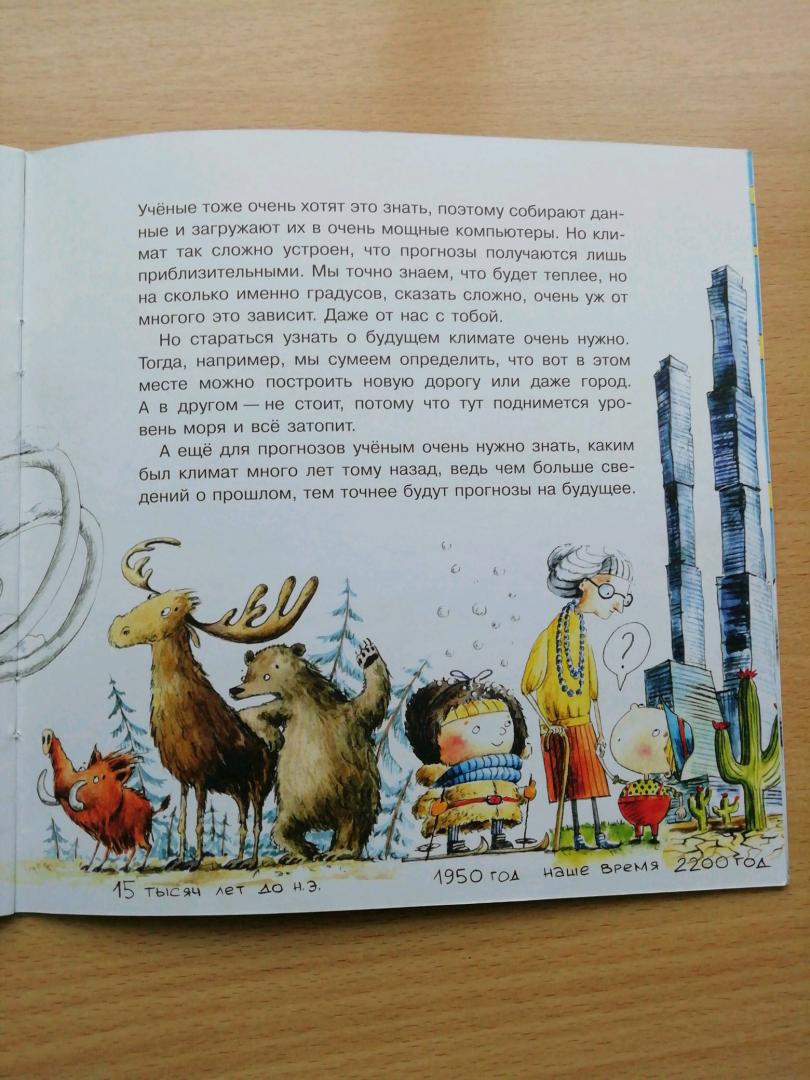 Учёные тоже очень хотят это знать, поэтому собирают дан-
ные и загружают их в очень мощные компьютеры. Но кли-
мат так сложно устроен, что прогнозы получаются лишь
приблизительными. Мы точно знаем, что будет теплее, но
на сколько именно градусов, сказать сложно, очень уж от
многого это зависит. Даже от нас с тобой.
Но стараться узнать о будущем климате очень нужно.
Тогда, например, мы сумеем определить, что вот в этом
месте можно построить новую дорогу или даже город.
А в другом — не стоит, потому что тут поднимется уро-
вень моря и всё затопит.
А ещё для прогнозов учёным очень нужно знать, каким
был климат много лет тому назад, ведь чем больше све-
дений о прошлом, тем точнее будут прогнозы на будущее.
?
15 тысяч лет до н.э.
1950 год
наше время
2200 год